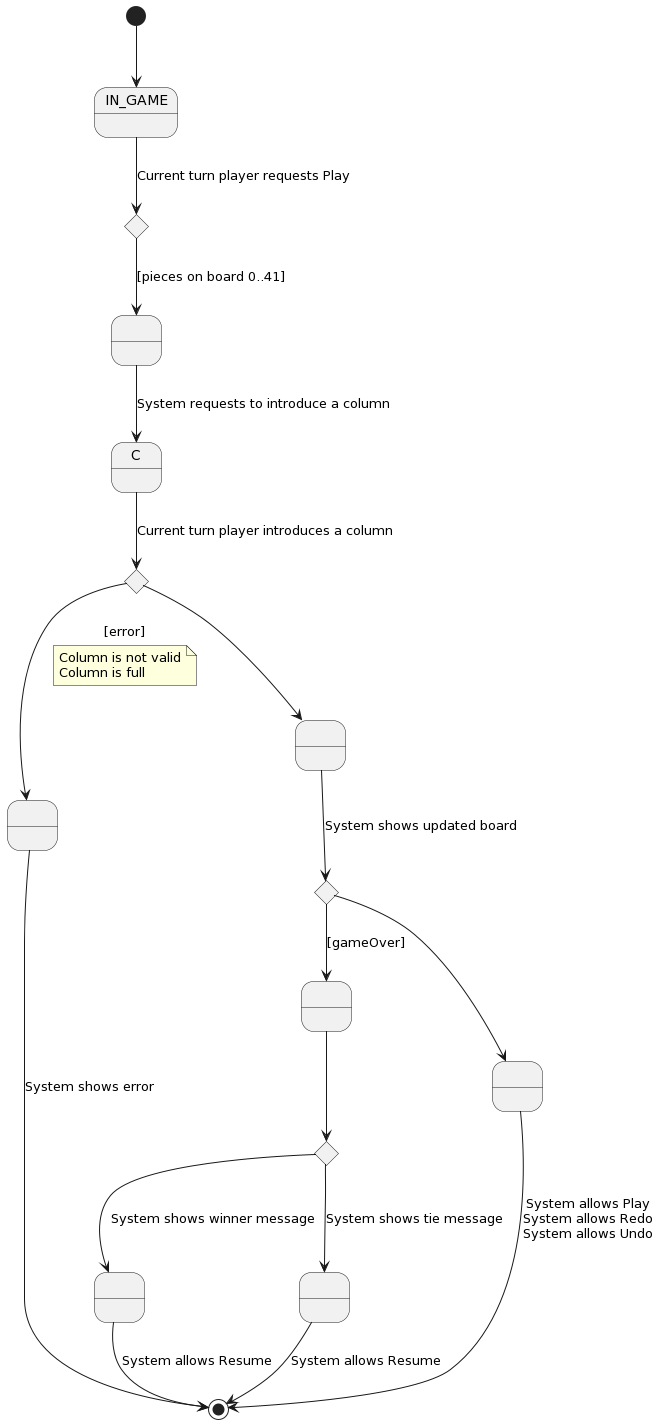 IN_GAME
Current turn player requests Play
[pieces on board 0..41]
System requests to introduce a column
C
Current turn player introduces a column
[error]
Column is not valid
Column is full
System shows updated board
[gameOver]
System shows error
System shows winner message
System shows tie message
System allows Play
System allows Redo
System allows Undo
System allows Resume
System allows Resume